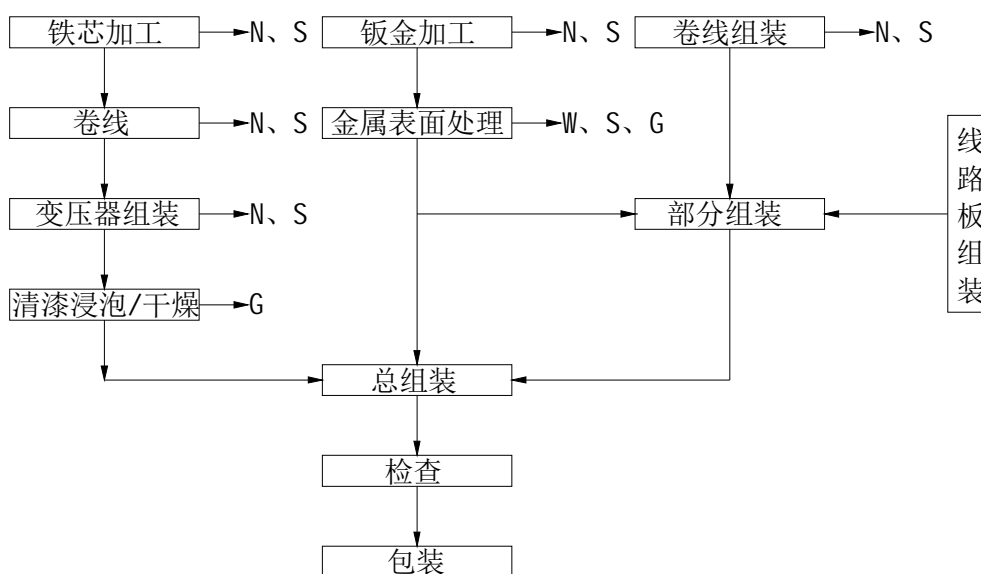 铁芯加工 N、S 钣金加工 N、S 卷线组装 N、S
卷线 N、S 金属表面处理 W、S、G
线路板组装
变压器组装 N、S 部分组装
清漆浸泡/干燥 G
总组装
检查
包装